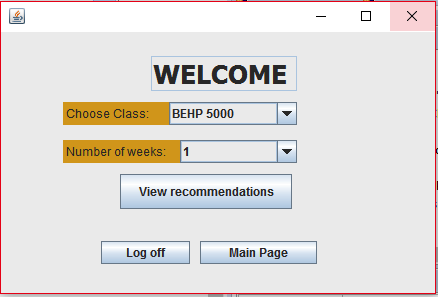 WELCOME
Choose Class: BEHP 5000
Number of weeks: 1
View recommendations
Log off Main Page